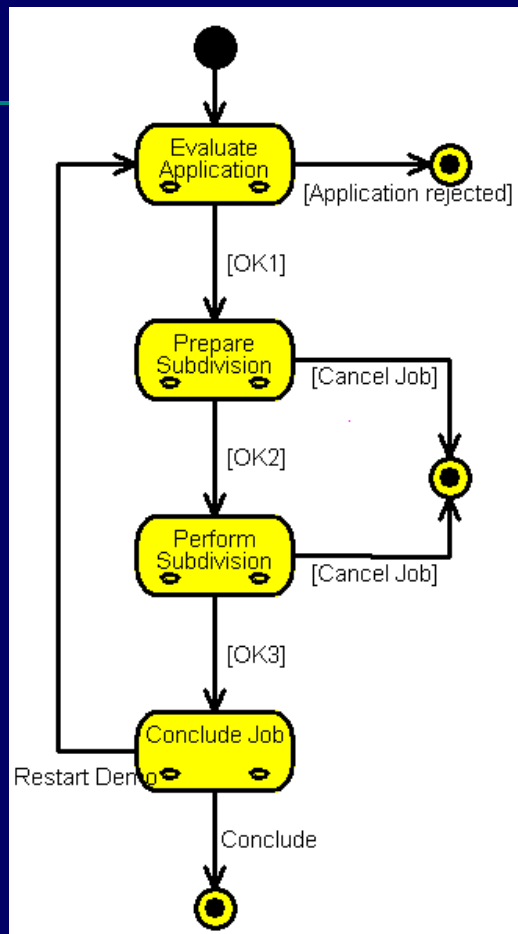 Evaluate
Application
[Application rejected]
[OK1]
Prepare
Subdivision
[Cancel Job]
[OK2]
Perform
Subdivision
[Cancel Job]
[OK3]
Conclude Job
Restart Demo
Conclude